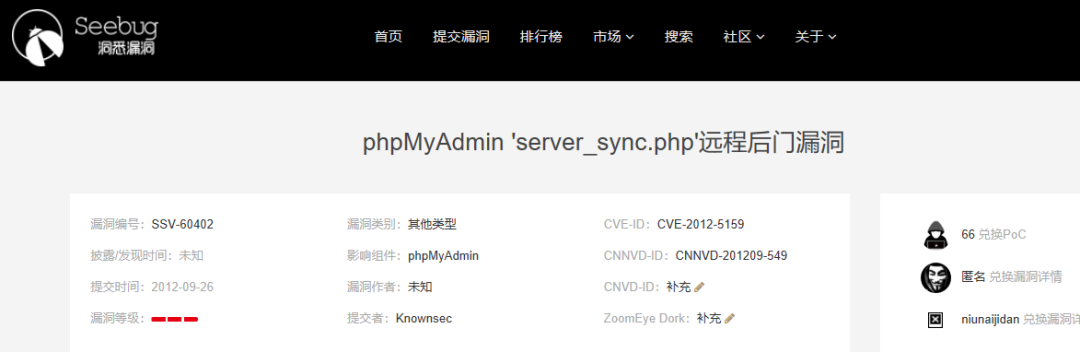 Seebug
洞悉漏洞
首页 提交漏洞 排行榜 市场 搜索 社区 关于
phpMyAdmin 'server_sync.php'远程后门漏洞
漏洞编号：SSV-60402 漏洞类别：其他类型 CVE-ID：CVE-2012-5159
披露/发现时间：未知 影响组件：phpMyAdmin CNNVD-ID：CNNVD-201209-549
提交时间：2012-09-26 漏洞作者：未知 CNVD-ID：补充
漏洞等级： 提交者：Knownsec ZoomEye Dork：补充
66 兑换PoC
匿名 兑换漏洞详情
niunaijidan 兑换漏洞详